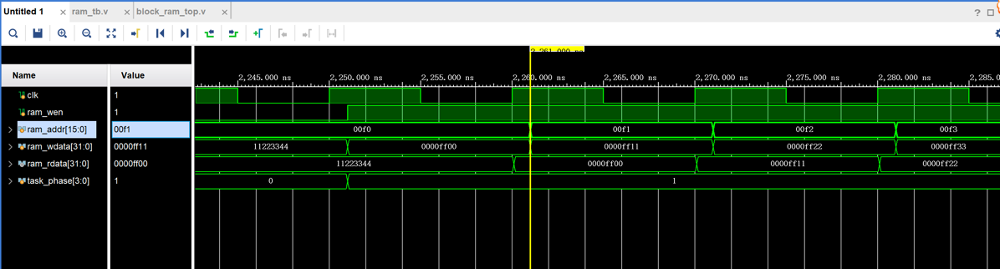 Untitled 1 × ram_tb.v × block_ram_top.v × ? □
2,261.000 ns
Name Value
2,245.000 ns 2,250.000 ns 2,255.000 ns 2,260.000 ns 2,265.000 ns 2,270.000 ns 2,275.000 ns 2,280.000 ns 2,285.
clk 1
ram_wen 1
ram_addr[15:0] 00f1 00f0 00f1 00f2 00f3
ram_wdata[31:0] 0000ff11 11223344 0000ff00 0000ff11 0000ff22 0000ff33
ram_rdata[31:0] 0000ff00 11223344 0000ff00 0000ff11 0000ff22
task_phase[3:0] 1 0 1